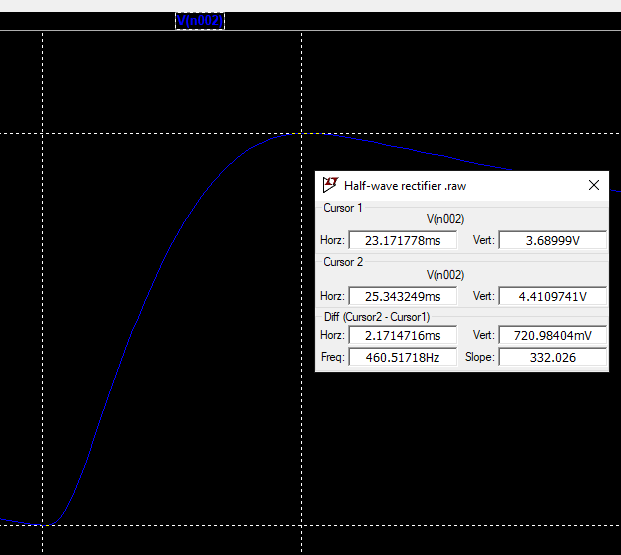 V(n002)
Half-wave rectifier .raw
Cursor 1
V(n002)
Horz: 23.171778ms Vert: 3.68999V
Cursor 2
V(n002)
Horz: 25.343249ms Vert: 4.4109741V
Diff (Cursor2 - Cursor1)
Horz: 2.1714716ms Vert: 720.98404mV
Freq: 460.51718Hz Slope: 332.026